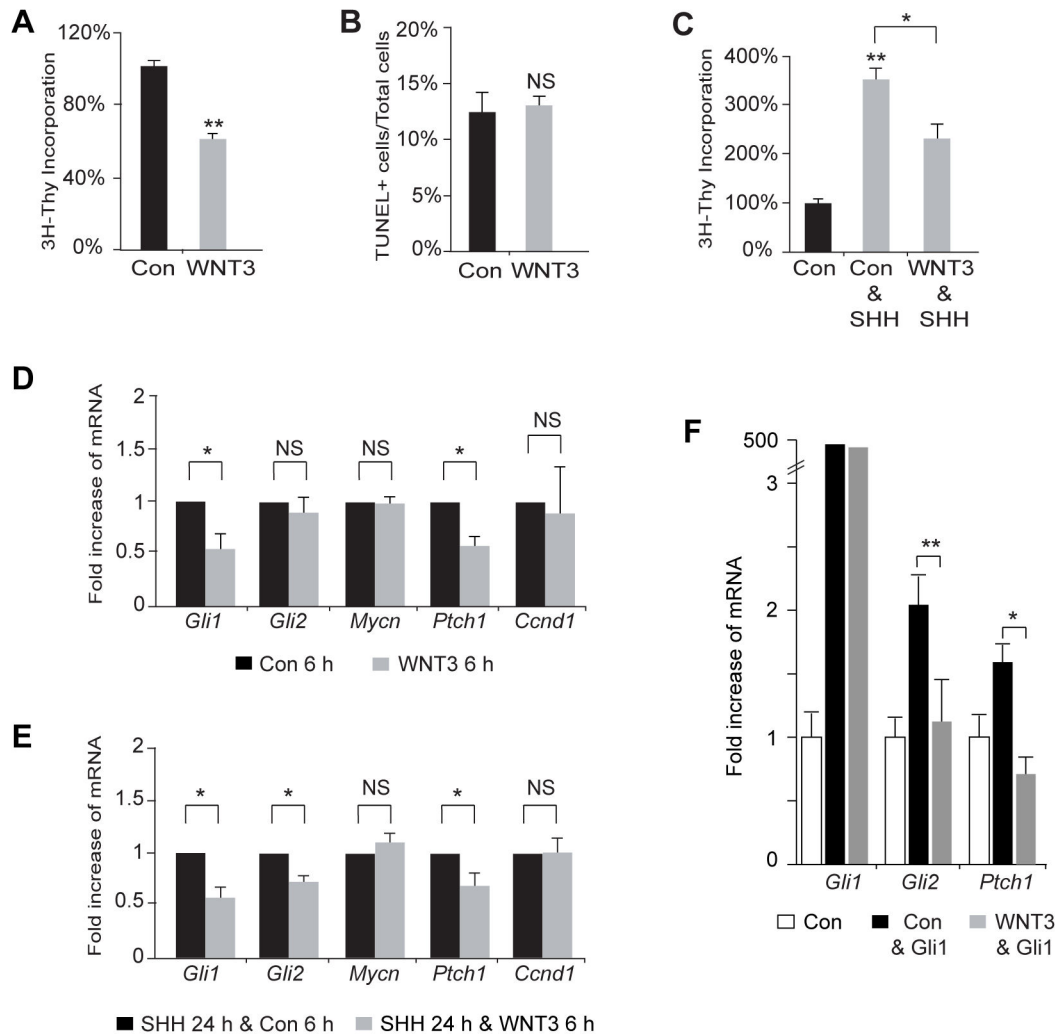 A
3H-Thy Incorporation
120%
80%
40%
0%
**
Con WNT3
B
TUNEL+ cells/Total cells
20%
15%
10%
5%
0%
NS
Con WNT3
C
3H-Thy Incorporation
400%
300%
200%
100%
0%
*
**
Con Con WNT3
& &
SHH SHH
D
Fold increase of mRNA
2
1.5
1
0.5
0
* NS NS * NS
Gli1 Gli2 Mycn Ptch1 Ccnd1
Con 6 h WNT3 6 h
E
Fold increase of mRNA
2
1.5
1
0.5
0
* * NS * NS
Gli1 Gli2 Mycn Ptch1 Ccnd1
SHH 24 h & Con 6 h SHH 24 h & WNT3 6 h
F
Fold increase of mRNA
500
3
2
1
0
** *
Gli1 Gli2 Ptch1
Con Con WNT3
& Gli1 & Gli1